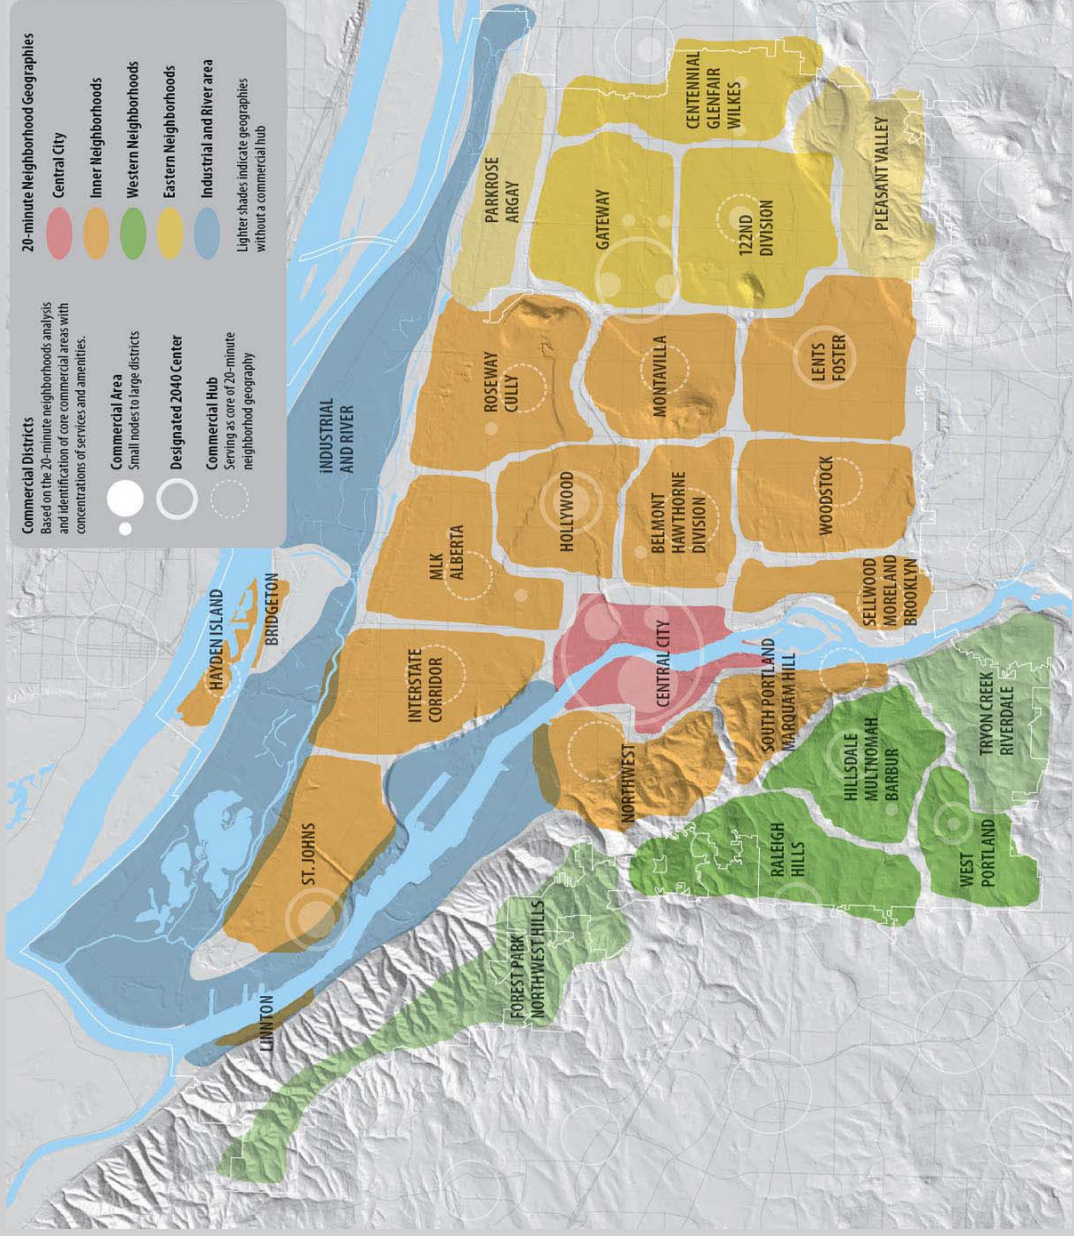 Commercial Districts
Based on the 20-minute neighborhoods analysis
and identification of core commercial areas with
concentrations of services and amenities.
Commercial Area
Small nodes to large districts
Designated 2040 Center
Commercial Hub
Serving as core of 20-minute
neighborhod geography
20-minute Neighborhood Geographies
Central City
Inner Neighborhoods
Western Neighborhoods
Eastern Neighborhoods
Industrial and River area
Lighter shades indicate geographies
without a commercial hub
LINNTON
ST. JOHNS
HAYDEN ISLAND
BRIDGETON
INDUSTRIAL
AND RIVER
INTERSTATE
CORRIDOR
MLK
ALBERTA
ROSEWAY
CULLY
PARKROSE
ARGAY
FOREST PARK
NORTHWEST HILLS
NORTHWEST
CENTRAL CITY
HOLLYWOOD
BELMONT
HAWTHORNE
DIVISION
MONTAVILLA
GATEWAY
122ND
DIVISION
CENTENNIAL
GLENFAIR
WILKES
RALEIGH
HILLS
SOUTH PORTLAND
MARQUAM HILL
HILLSDALE
MULTNOMAH
BARBUR
WOODSTOCK
LENTS
FOSTER
PLEASANT VALLEY
SELLWOOD
MORELAND
BROOKLYN
WEST
PORTLAND
TRYON CREEK
RIVERDALE